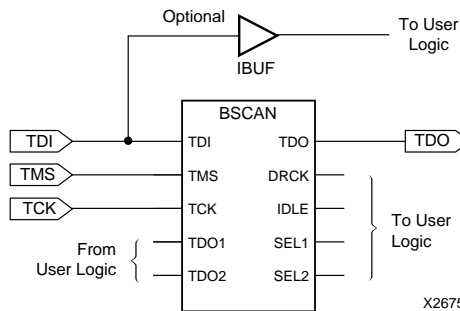 Optional
To User
Logic
IBUF
BSCAN
TDI
TDI
TDO
TDO
TMS
TMS
DRCK
TCK
TCK
IDLE
To User
Logic
From
User Logic
TDO1
SEL1
TDO2
SEL2
X2675